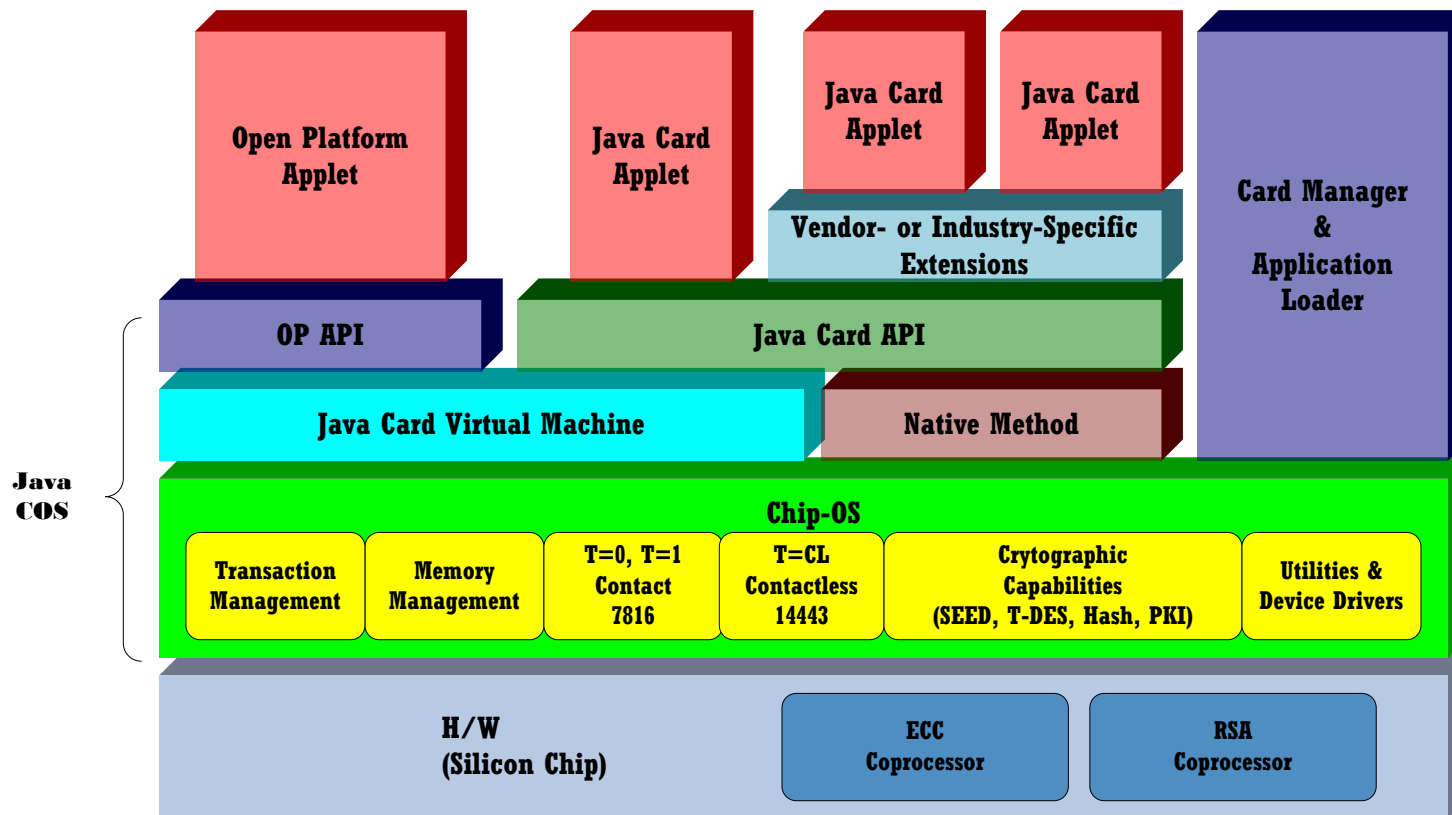 Open Platform
Applet
Java Card
Applet
Java Card
Applet
Java Card
Applet
Card Manager
&
Application
Loader
Vendor- or Industry-Specific
Extensions
OP API
Java Card API
Java Card Virtual Machine
Native Method
Java
COS
Chip-OS
Transaction
Management
Memory
Management
T=0, T=1
Contact
7816
T=CL
Contactless
14443
Crytographic
Capabilities
(SEED, T-DES, Hash, PKI)
Utilities &
Device Drivers
H/W
(Silicon Chip)
ECC
Coprocessor
RSA
Coprocessor